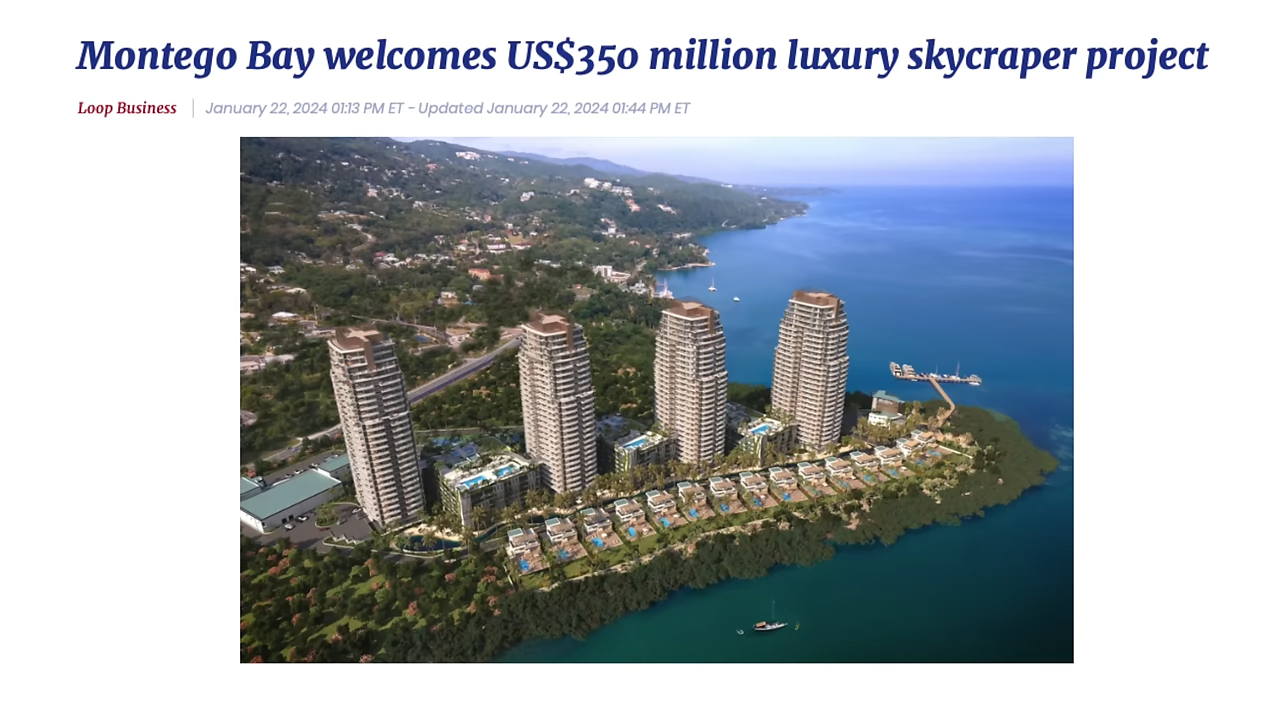 Montego Bay welcomes US$350 million luxury skycraper project
Loop Business | January 22, 2024 01:13 PM ET - Updated January 22, 2024 01:44 PM ET